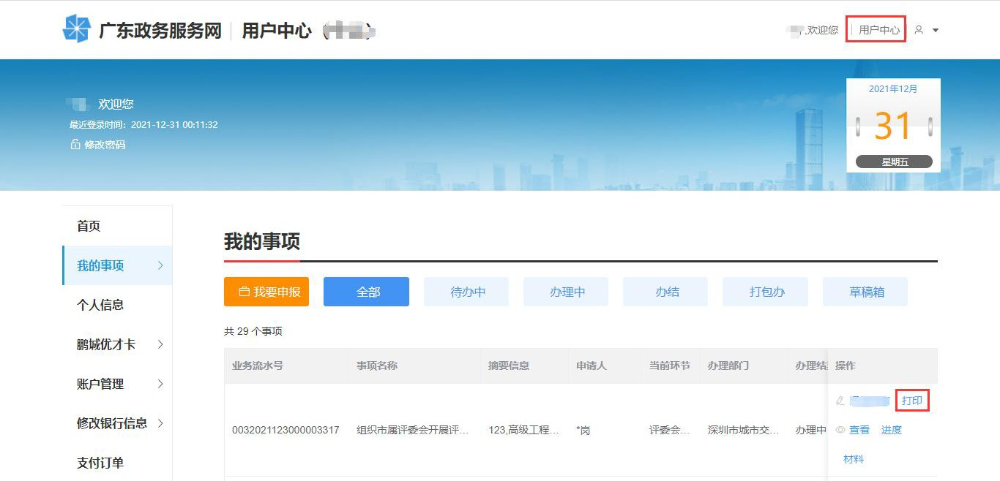 广东政务服务网 用户中心
,欢迎您 用户中心
欢迎您
最近登录时间：2021-12-31 00:11:32
修改密码
2021年12月
31
星期五
首页
我的事项
个人信息
鹏城优才卡
账户管理
修改银行信息
支付订单
我的事项
我要申报 全部 待办中 办理中 办结 打包办 草稿箱
共 29 个事项
业务流水号 事项名称 摘要信息 申请人 当前环节 办理部门 办理结 操作
打印
0032021123000003317 组织市属评委会开展评... 123,高级工程... *岗 评委会... 深圳市城市交... 办理中 查看 进度
材料